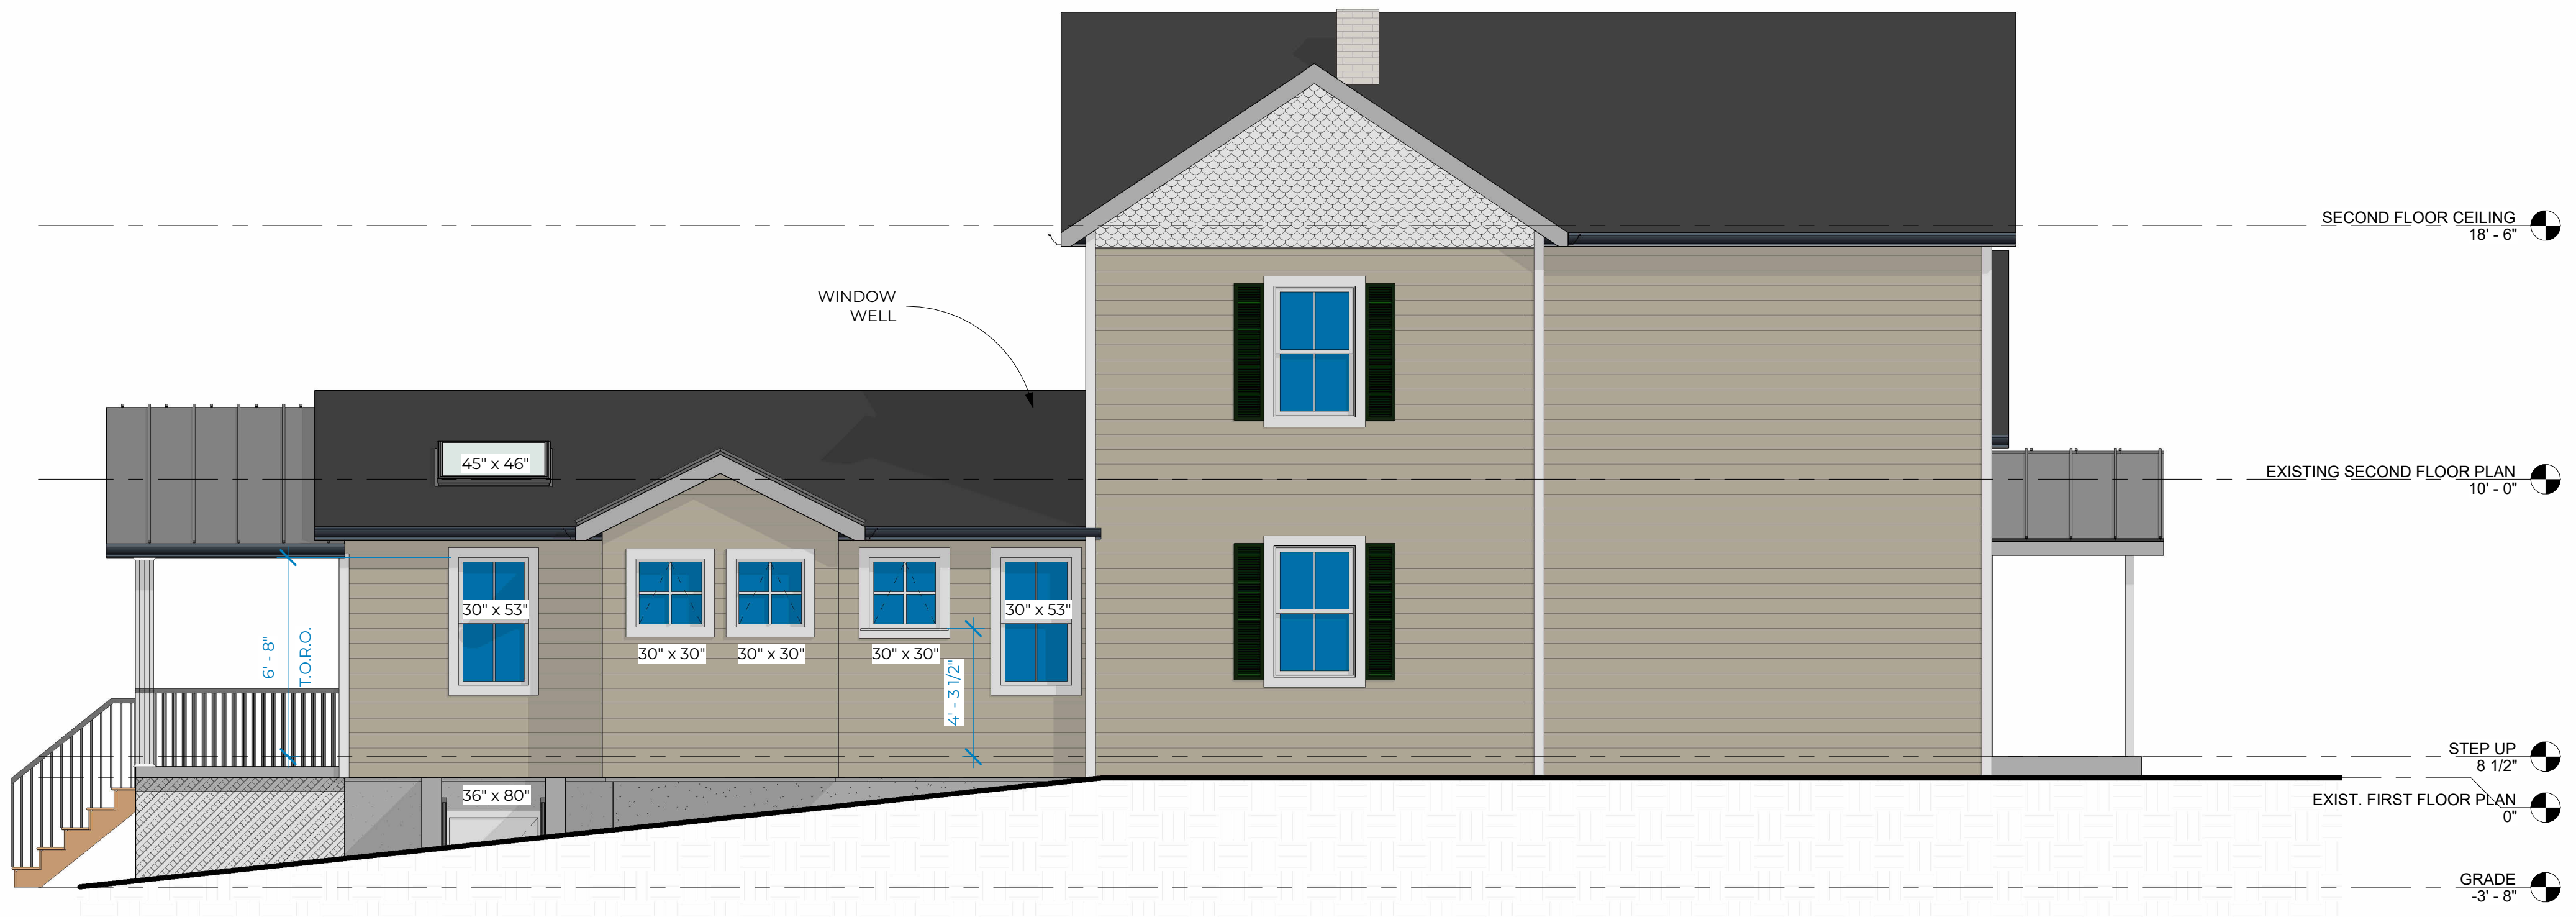 SECOND FLOOR CEILING
18' - 6"
WINDOW
WELL
45" x 46"
EXISTING SECOND FLOOR PLAN
10' - 0"
30" x 53"
30" x 53"
30" x 30"
30" x 30"
30" x 30"
6' - 8"
T.O.R.O.
4' - 3 1/2"
STEP UP
8 1/2"
36" x 80"
EXIST. FIRST FLOOR PLAN
0"
GRADE
-3' - 8"